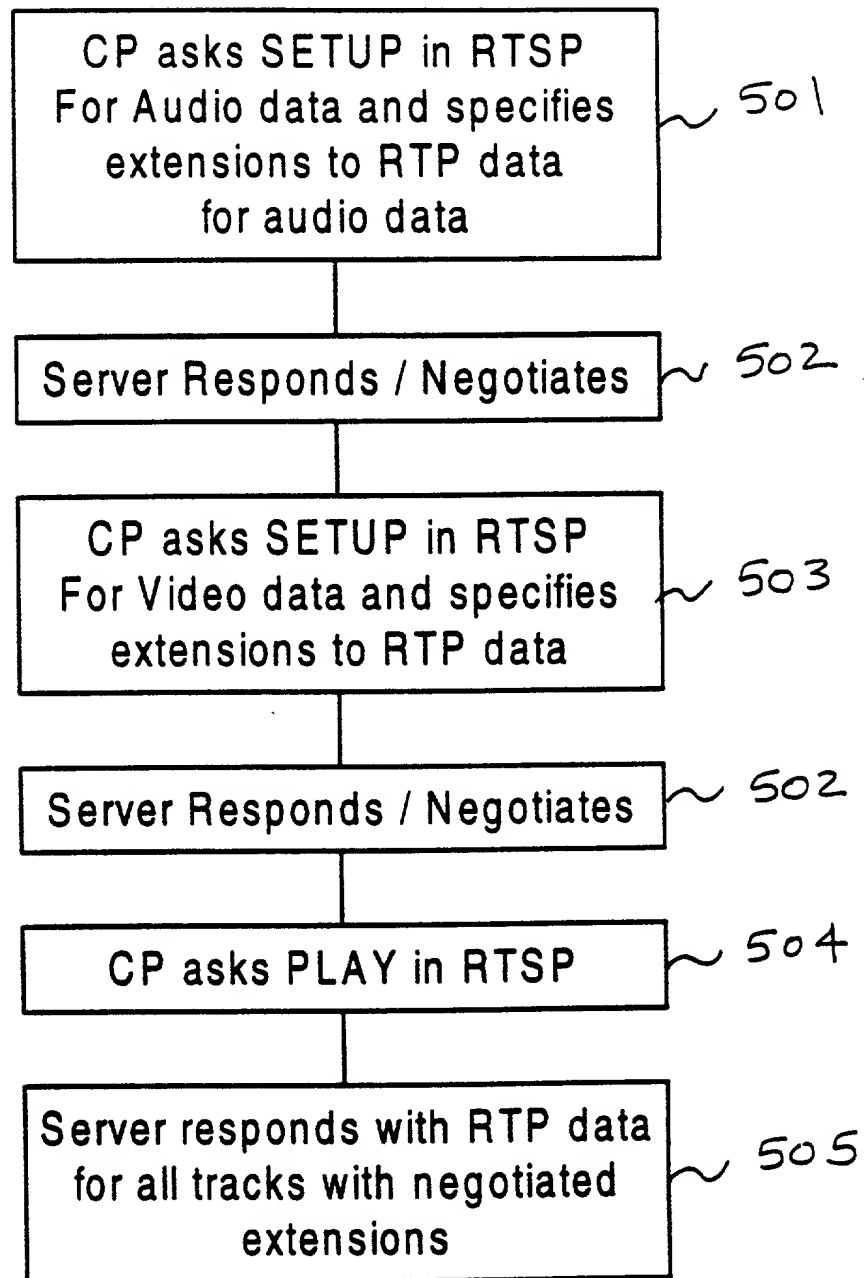 CP asks SETUP in RTSP
For Audio data and specifies
extensions to RTP data
for audio data
501
Server Responds / Negotiates
502
CP asks SETUP in RTSP
For Video data and specifies
extensions to RTP data
503
Server Responds / Negotiates
502
CP asks PLAY in RTSP
504
Server responds with RTP data
for all tracks with negotiated
extensions
505